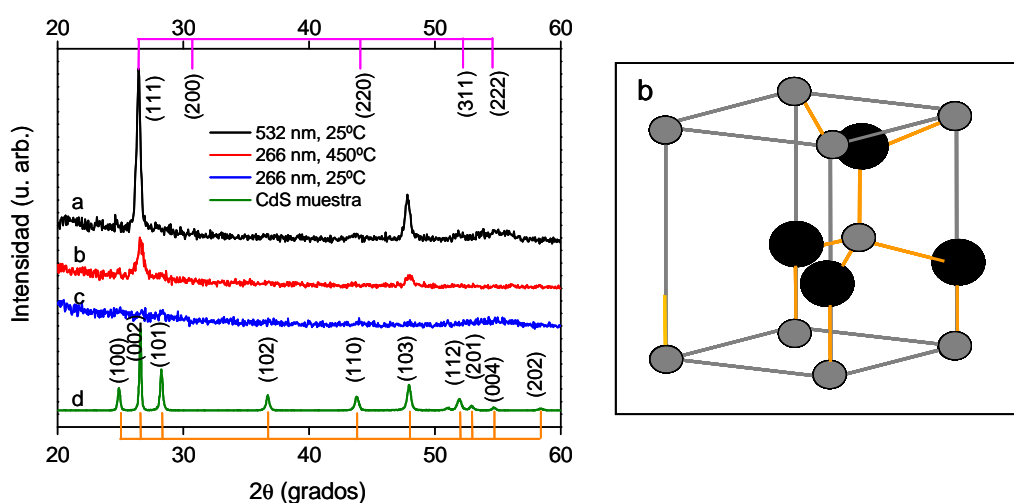 20 30 40 50 60
(111)
(200)
(220)
(311)
(222)
532 nm, 25ºC
266 nm, 450ºC
266 nm, 25ºC
CdS muestra
a
b
c
d
(100)
(002)
(101)
(102)
(110)
(103)
(112)
(201)
(004)
(202)
20 30 40 50 60
2θ (grados)
Intensidad (u. arb.)
b